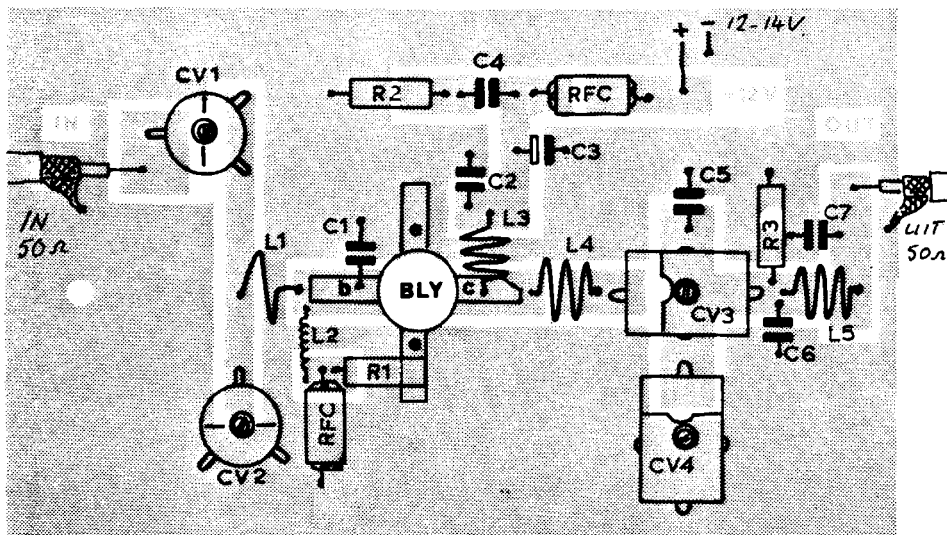 + - 12-14V.
CV1
C4
R2
RFC
+12V
IN
OUT
C3
C2
C5
C7
R3
IN
50Ω
UIT
50Ω
L1
C1
L3
L4
b
BLY
c
CV3
L2
L5
C6
R1
RFC
CV2
CV4